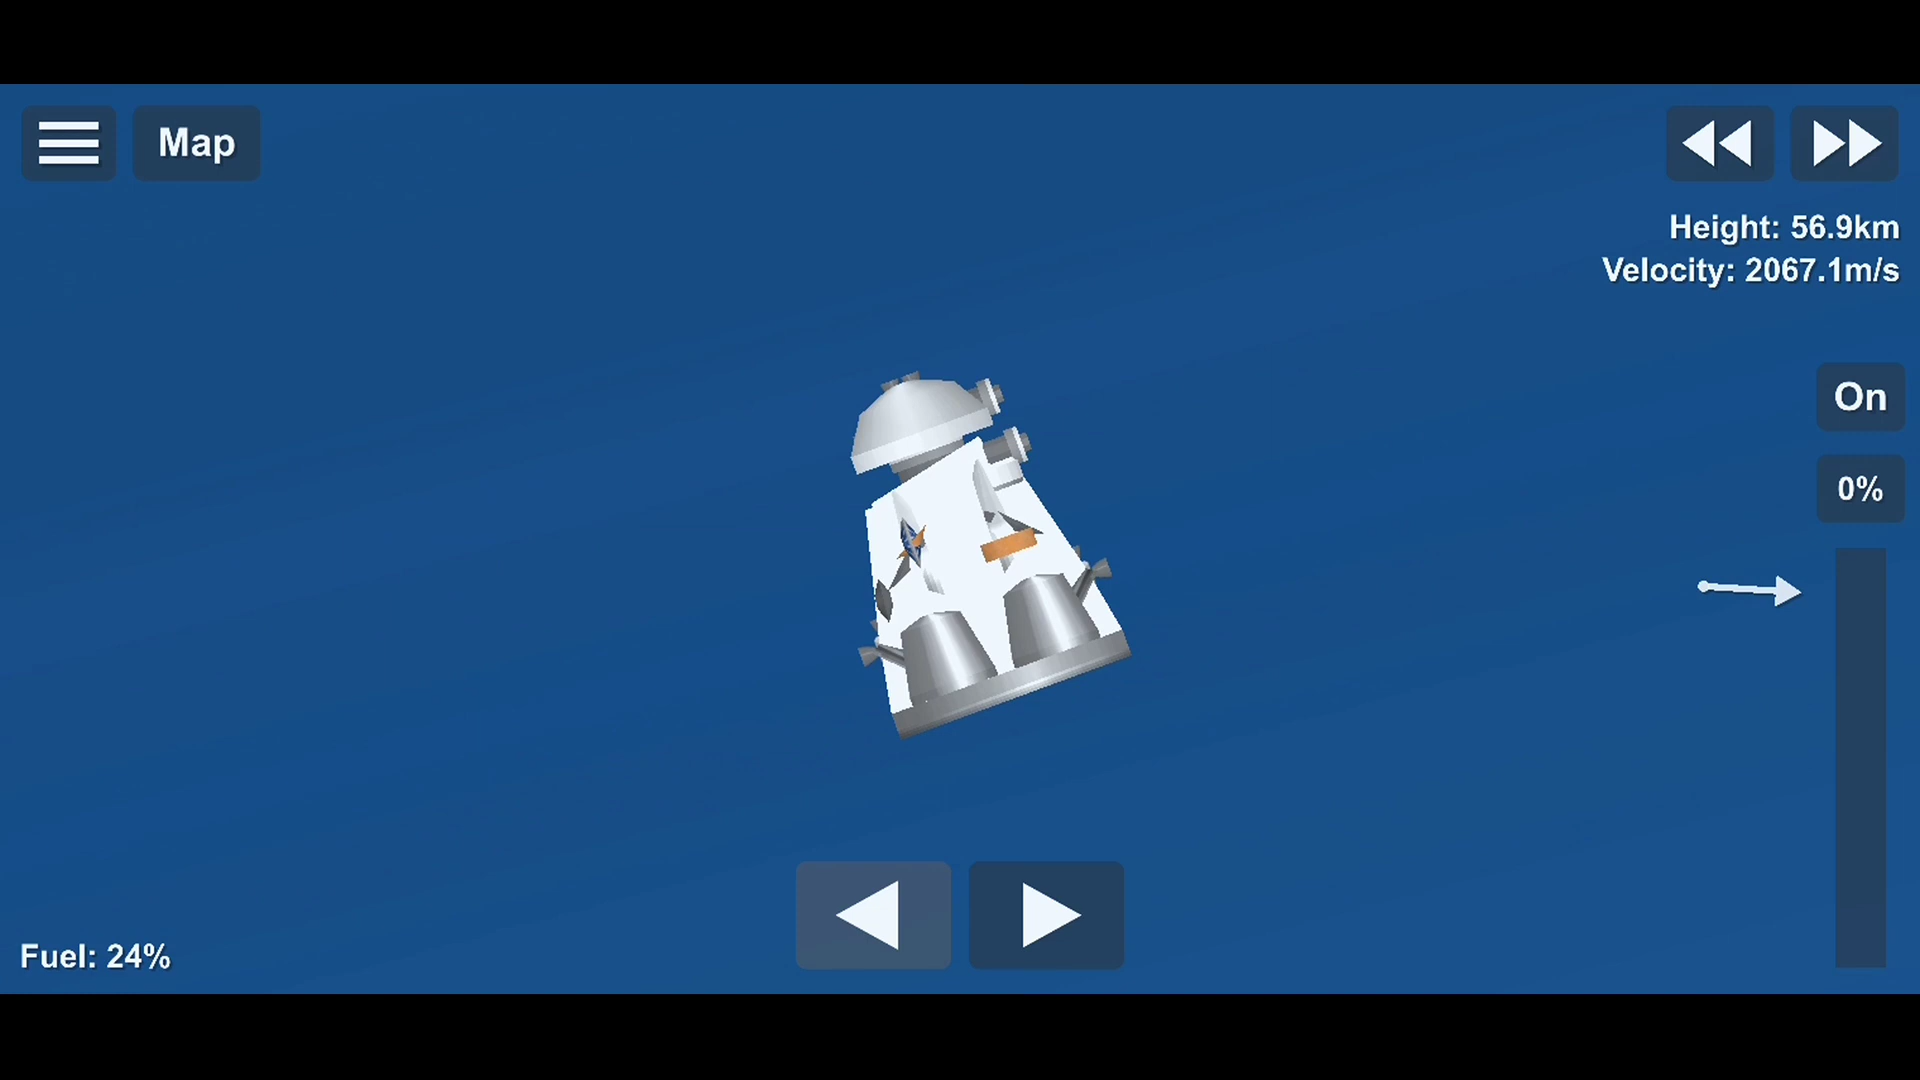 Map
Height: 56.9km
Velocity: 2067.1m/s
On
0%
Fuel: 24%